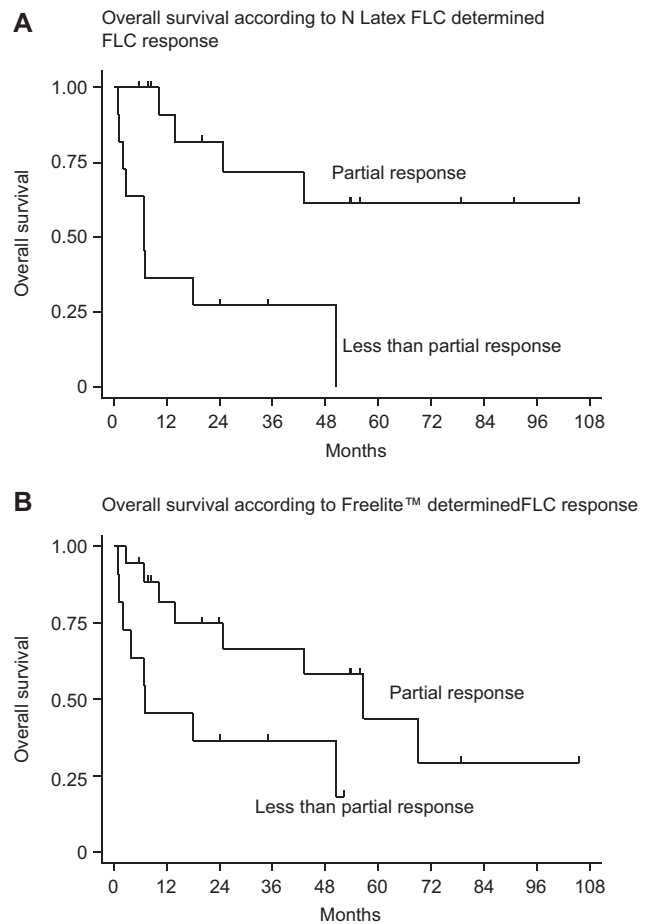 A
Overall survival according to N Latex FLC determined
FLC response
1.00
0.75
0.50
0.25
0
Overall survival
Partial response
Less than partial response
0 12 24 36 48 60 72 84 96 108
Months
B
Overall survival according to Freelite™ determinedFLC response
1.00
0.75
0.50
0.25
0
Overall survival
Partial response
Less than partial response
0 12 24 36 48 60 72 84 96 108
Months